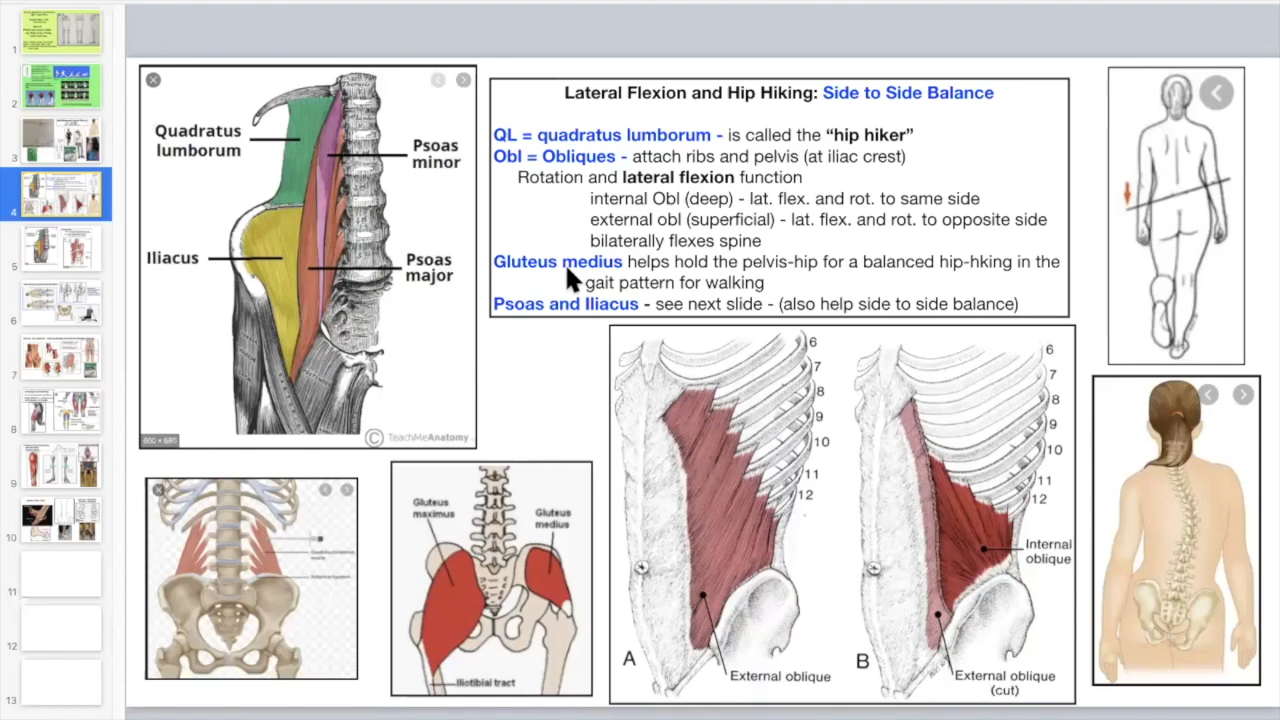 1
2
3
4
5
6
7
8
9
10
11
12
13
Quadratus
lumborum
Psoas
minor
Iliacus
Psoas
major
600 × 680
© TeachMeAnatomy
Lateral Flexion and Hip Hiking: Side to Side Balance
QL = quadratus lumborum - is called the “hip hiker”
Obl = Obliques - attach ribs and pelvis (at iliac crest)
Rotation and lateral flexion function
internal Obl (deep) - lat. flex. and rot. to same side
external obl (superficial) - lat. flex. and rot. to opposite side
bilaterally flexes spine
Gluteus medius helps hold the pelvis-hip for a balanced hip-hking in the
gait pattern for walking
Psoas and Iliacus - see next slide - (also help side to side balance)
Gluteus
maximus
Gluteus
medius
Iliotibial tract
6
7
8
9
10
11
12
A
External oblique
6
7
8
9
10
11
12
Internal
oblique
B
External oblique
(cut)